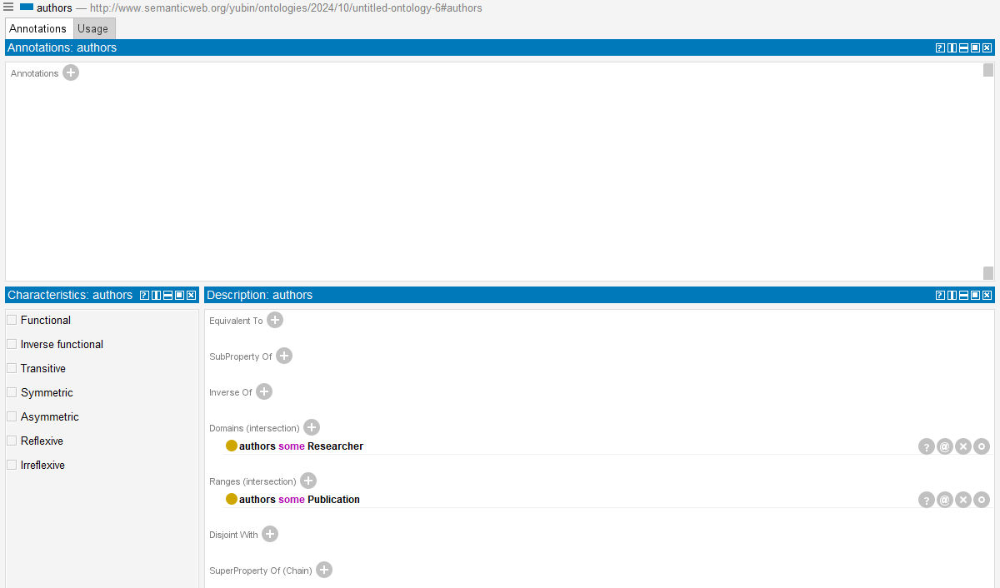 authors — http://www.semanticweb.org/yubin/ontologies/2024/10/untitled-ontology-6#authors
Annotations Usage
Annotations: authors
Annotations
Characteristics: authors
Functional
Inverse functional
Transitive
Symmetric
Asymmetric
Reflexive
Irreflexive
Description: authors
Equivalent To
SubProperty Of
Inverse Of
Domains (intersection)
authors some Researcher
Ranges (intersection)
authors some Publication
Disjoint With
SuperProperty Of (Chain)